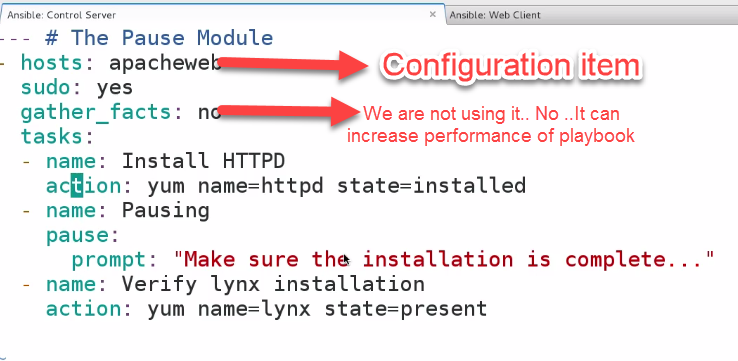 Ansible: Control Server
Ansible: Web Client
--- # The Pause Module
- hosts: apacheweb
Configuration item
sudo: yes
gather_facts: no
We are not using it.. No ..It can
increase performance of playbook
tasks:
- name: Install HTTPD
action: yum name=httpd state=installed
- name: Pausing
pause:
prompt: "Make sure the installation is complete..."
- name: Verify lynx installation
action: yum name=lynx state=present